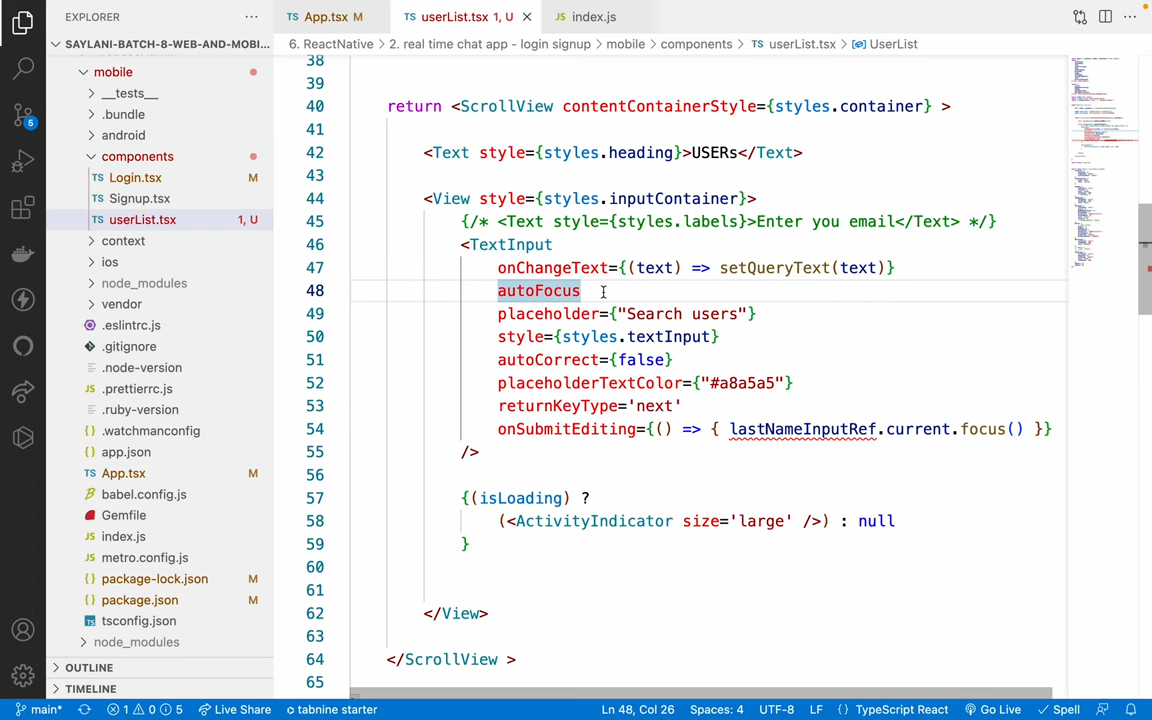 EXPLORER
SAYLANI-BATCH-8-WEB-AND-MOBI...
mobile
__tests__
.bundle
android
components
Login.tsx M
Signup.tsx
userList.tsx 1, U
context
ios
node_modules
vendor
.eslintrc.js
.gitignore
.node-version
.prettierrc.js
.ruby-version
.watchmanconfig
app.json
App.tsx M
babel.config.js
Gemfile
index.js
metro.config.js
package-lock.json M
package.json M
tsconfig.json
node_modules
OUTLINE
TIMELINE
5
TS App.tsx M
TS userList.tsx 1, U
JS index.js
6. ReactNative > 2. real time chat app - login signup > mobile > components > TS userList.tsx > UserList
38
39
40 return <ScrollView contentContainerStyle={styles.container} >
41
42 <Text style={styles.heading}>USERs</Text>
43
44 <View style={styles.inputContainer}>
45 {/* <Text style={styles.labels}>Enter you email</Text> */}
46 <TextInput
47 onChangeText={(text) => setQueryText(text)}
48 autoFocus
49 placeholder={"Search users"}
50 style={styles.textInput}
51 autoCorrect={false}
52 placeholderTextColor={"#a8a5a5"}
53 returnKeyType='next'
54 onSubmitEditing={() => { lastNameInputRef.current.focus() }}
55 />
56
57 {(isLoading) ?
58 (<ActivityIndicator size='large' />) : null
59 }
60
61
62 </View>
63
64 </ScrollView >
65
main* 1 0 5 Live Share tabnine starter Ln 48, Col 26 Spaces: 4 UTF-8 LF {} TypeScript React Go Live Spell